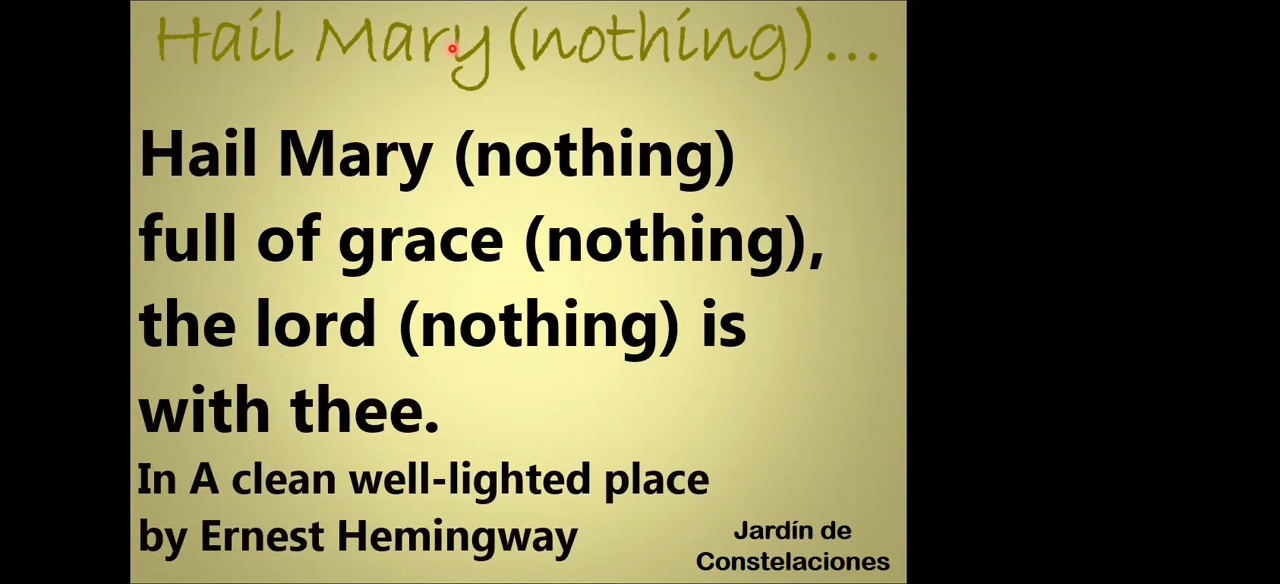 Hail Mary (nothing)...
Hail Mary (nothing)
full of grace (nothing),
the lord (nothing) is
with thee.
In A clean well-lighted place
by Ernest Hemingway
Jardín de
Constelaciones